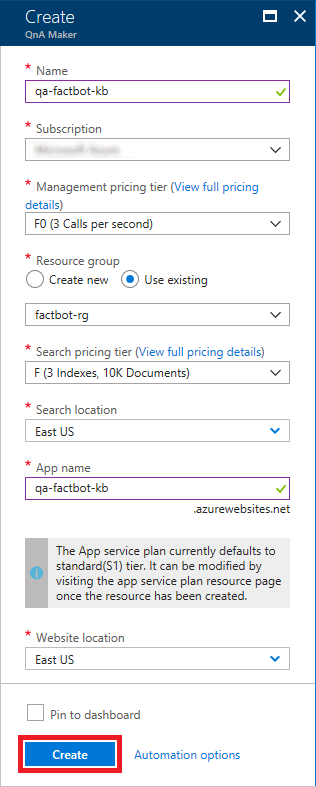 Create
QnA Maker
* Name
qa-factbot-kb
* Subscription
* Management pricing tier (View full pricing
details)
F0 (3 Calls per second)
* Resource group
Create new Use existing
factbot-rg
* Search pricing tier (View full pricing details)
F (3 Indexes, 10K Documents)
* Search location
East US
* App name
qa-factbot-kb
.azurewebsites.net
The App service plan currently defaults to
standard(S1) tier. It can be modified by
visiting the app service plan resource page
once the resource has been created.
* Website location
East US
Pin to dashboard
Create Automation options